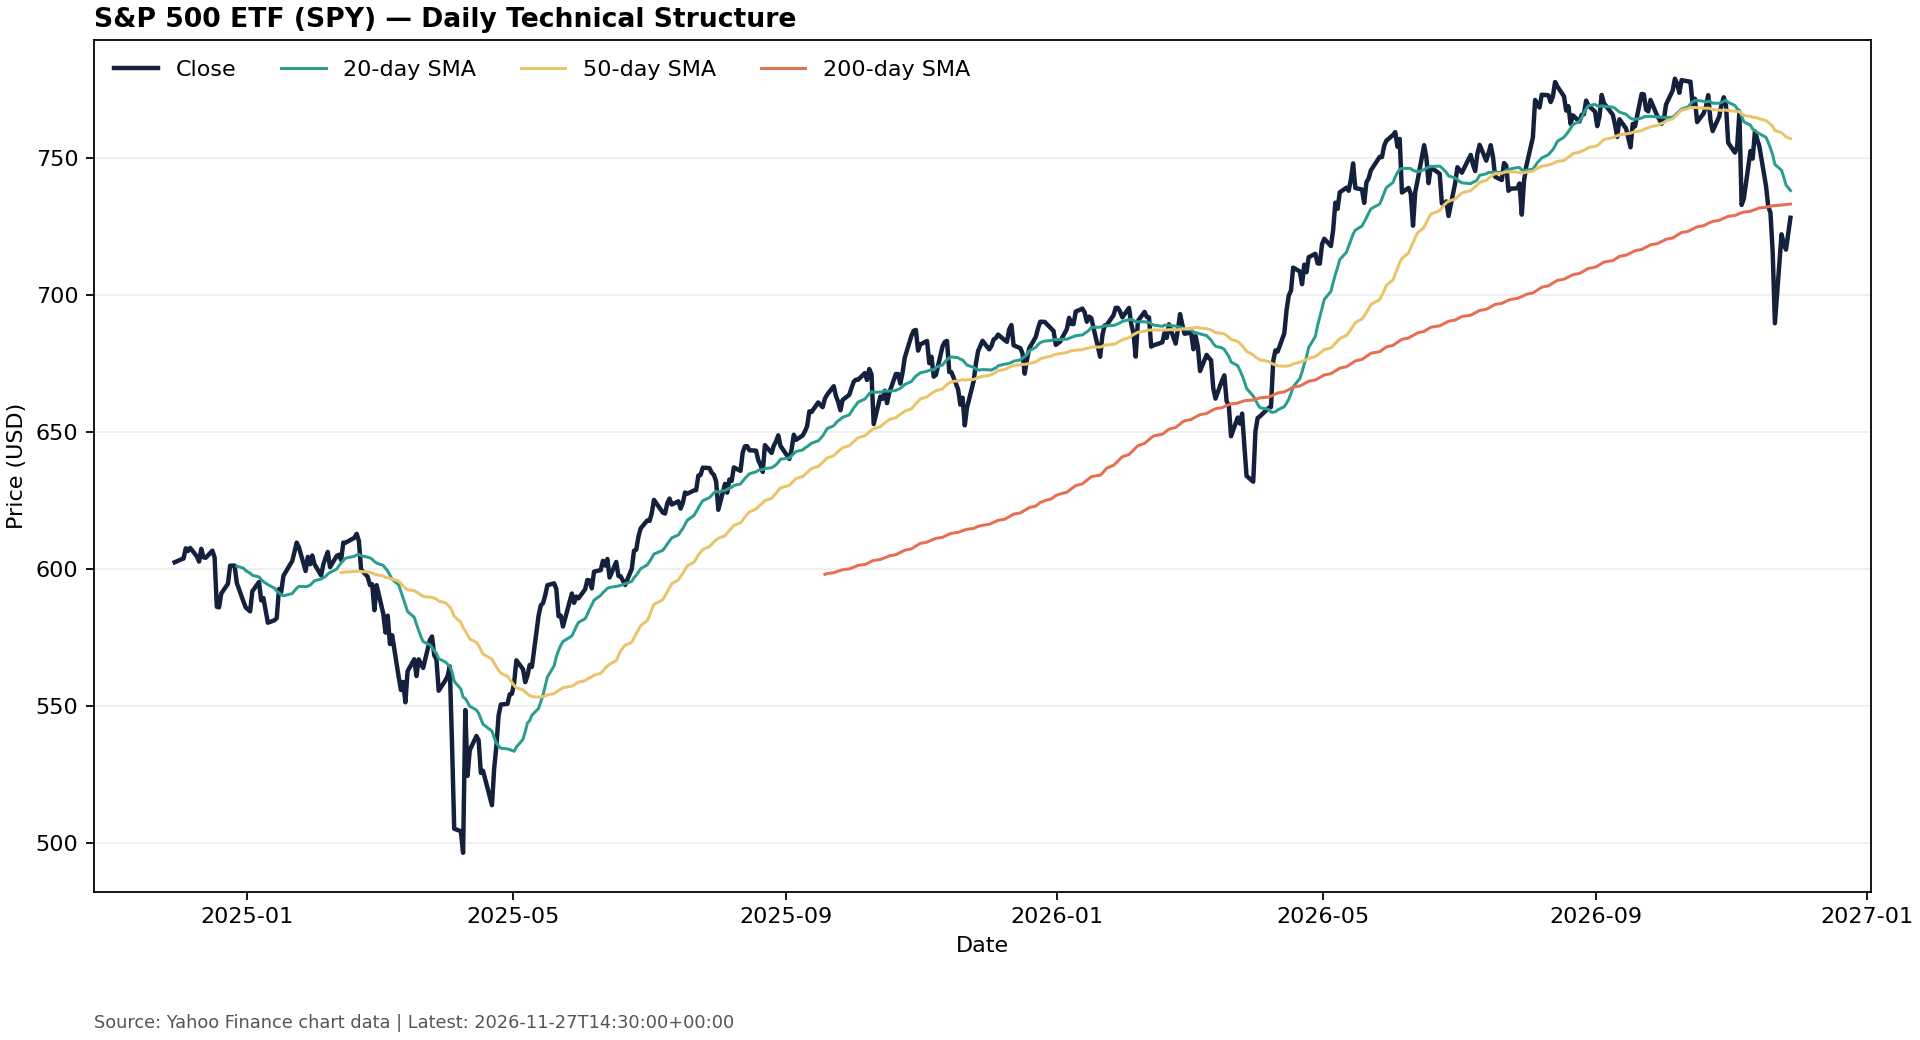 S&P 500 ETF (SPY) — Daily Technical Structure
Close 20-day SMA 50-day SMA 200-day SMA
Price (USD)
750
700
650
600
550
500
2025-01 2025-05 2025-09 2026-01 2026-05 2026-09 2027-01
Date
Source: Yahoo Finance chart data | Latest: 2026-11-27T14:30:00+00:00